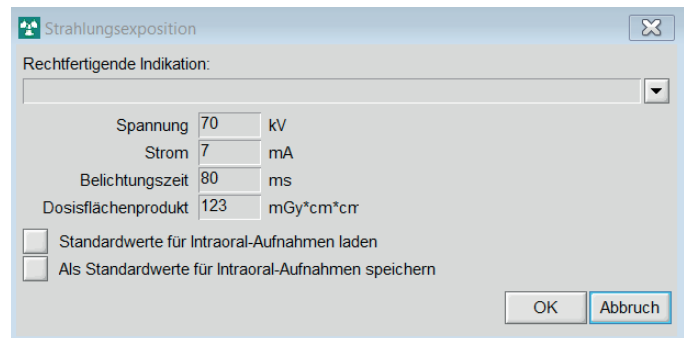 Strahlungsexposition
Rechtfertigende Indikation:
Spannung 70 kV
Strom 7 mA
Belichtungszeit 80 ms
Dosisflächenprodukt 123 mGy*cm*cm
Standardwerte für Intraoral-Aufnahmen laden
Als Standardwerte für Intraoral-Aufnahmen speichern
OK Abbruch